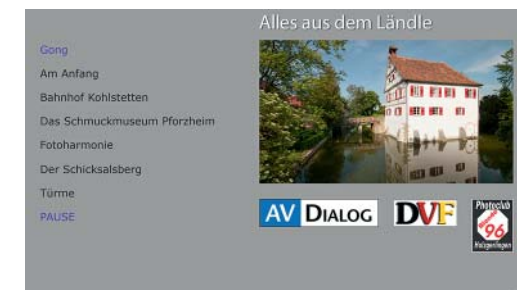 Alles aus dem Ländle
Gong
Am Anfang
Bahnhof Kohlstetten
Das Schmuckmuseum Pforzheim
Fotoharmonie
Der Schicksalsberg
Türme
PAUSE
AV DIALOG
DVF
Photoclub
96
Holzgerlingen